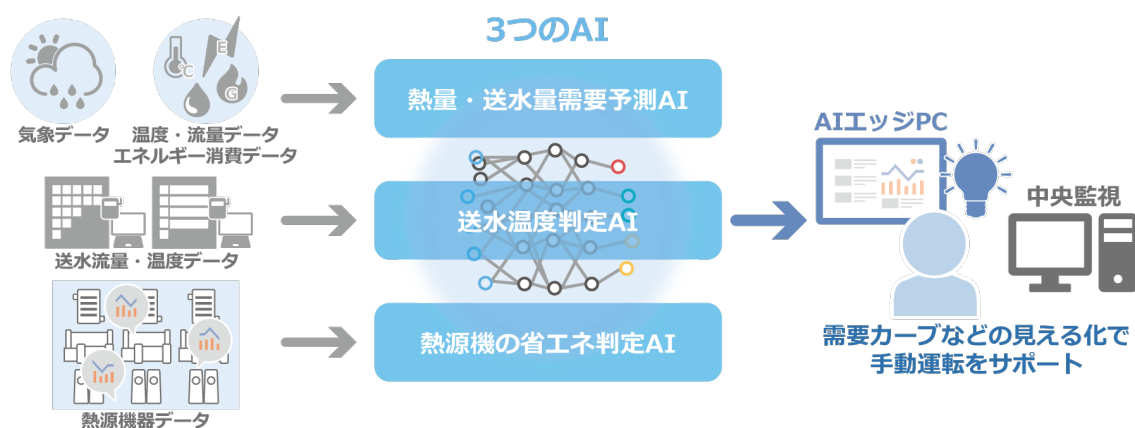 3つのAI
℃
E
G
気象データ
温度・流量データ
エネルギー消費データ
熱量・送水量需要予測AI
送水流量・温度データ
送水温度判定AI
熱源機器データ
熱源機の省エネ判定AI
AIエッジPC
中央監視
需要カーブなどの見える化で
手動運転をサポート